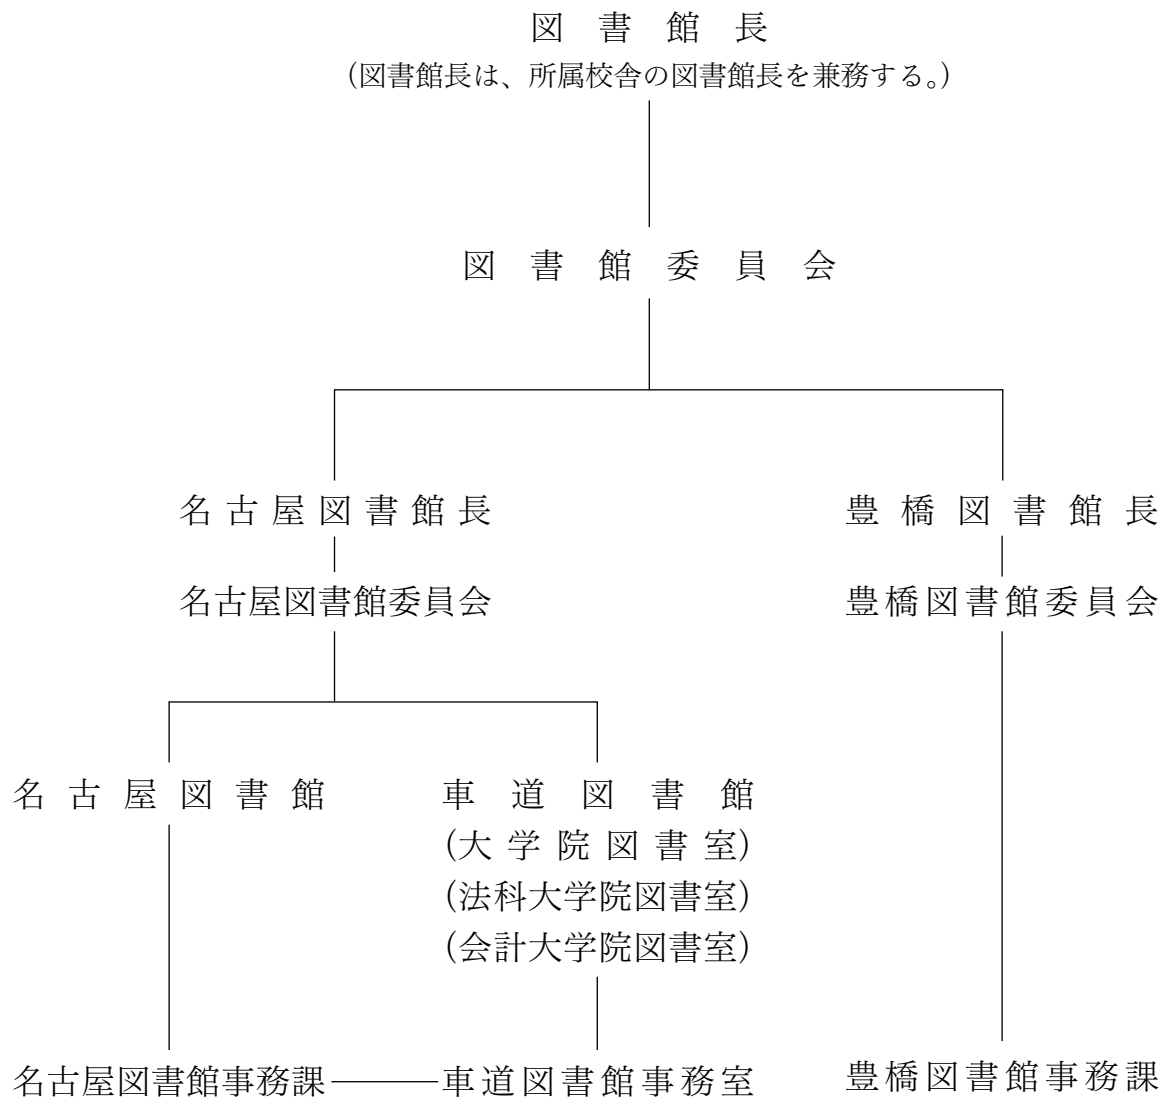 図書館長
(図書館長は、所属校舎の図書館長を兼務する。)
図書館委員会
名古屋図書館長
豊橋図書館長
名古屋図書館委員会
豊橋図書館委員会
名古屋図書館
車道図書館
(大学院図書室)
(法科大学院図書室)
(会計大学院図書室)
名古屋図書館事務課
車道図書館事務室
豊橋図書館事務課